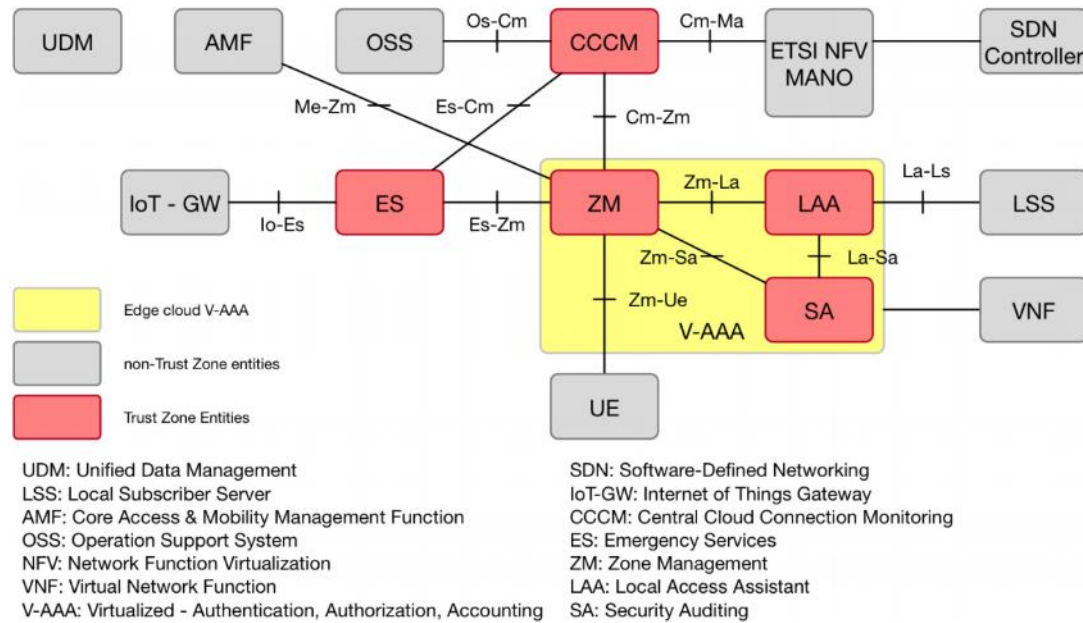 UDM
AMF
OSS
Os-Cm
CCCM
Cm-Ma
ETSI NFV
MANO
SDN
Controller
Me-Zm
Es-Cm
Cm-Zm
IoT - GW
Io-Es
ES
Es-Zm
ZM
Zm-La
LAA
La-Ls
LSS
Zm-Sa
La-Sa
Zm-Ue
SA
V-AAA
VNF
UE
Edge cloud V-AAA
non-Trust Zone entities
Trust Zone Entities
UDM: Unified Data Management
LSS: Local Subscriber Server
AMF: Core Access & Mobility Management Function
OSS: Operation Support System
NFV: Network Function Virtualization
VNF: Virtual Network Function
V-AAA: Virtualized - Authentication, Authorization, Accounting
SDN: Software-Defined Networking
IoT-GW: Internet of Things Gateway
CCCM: Central Cloud Connection Monitoring
ES: Emergency Services
ZM: Zone Management
LAA: Local Access Assistant
SA: Security Auditing